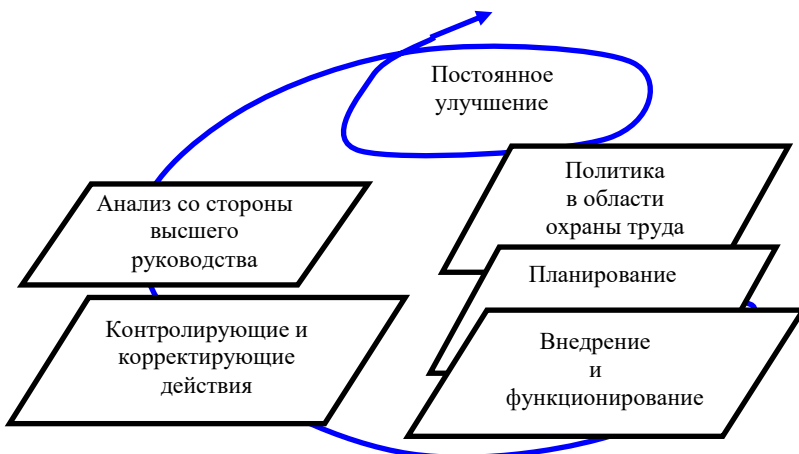 Постоянное
улучшение
Политика
в области
охраны труда
Планирование
Внедрение
и
функционирование
Контролирующие и
корректирующие
действия
Анализ со стороны
высшего
руководства